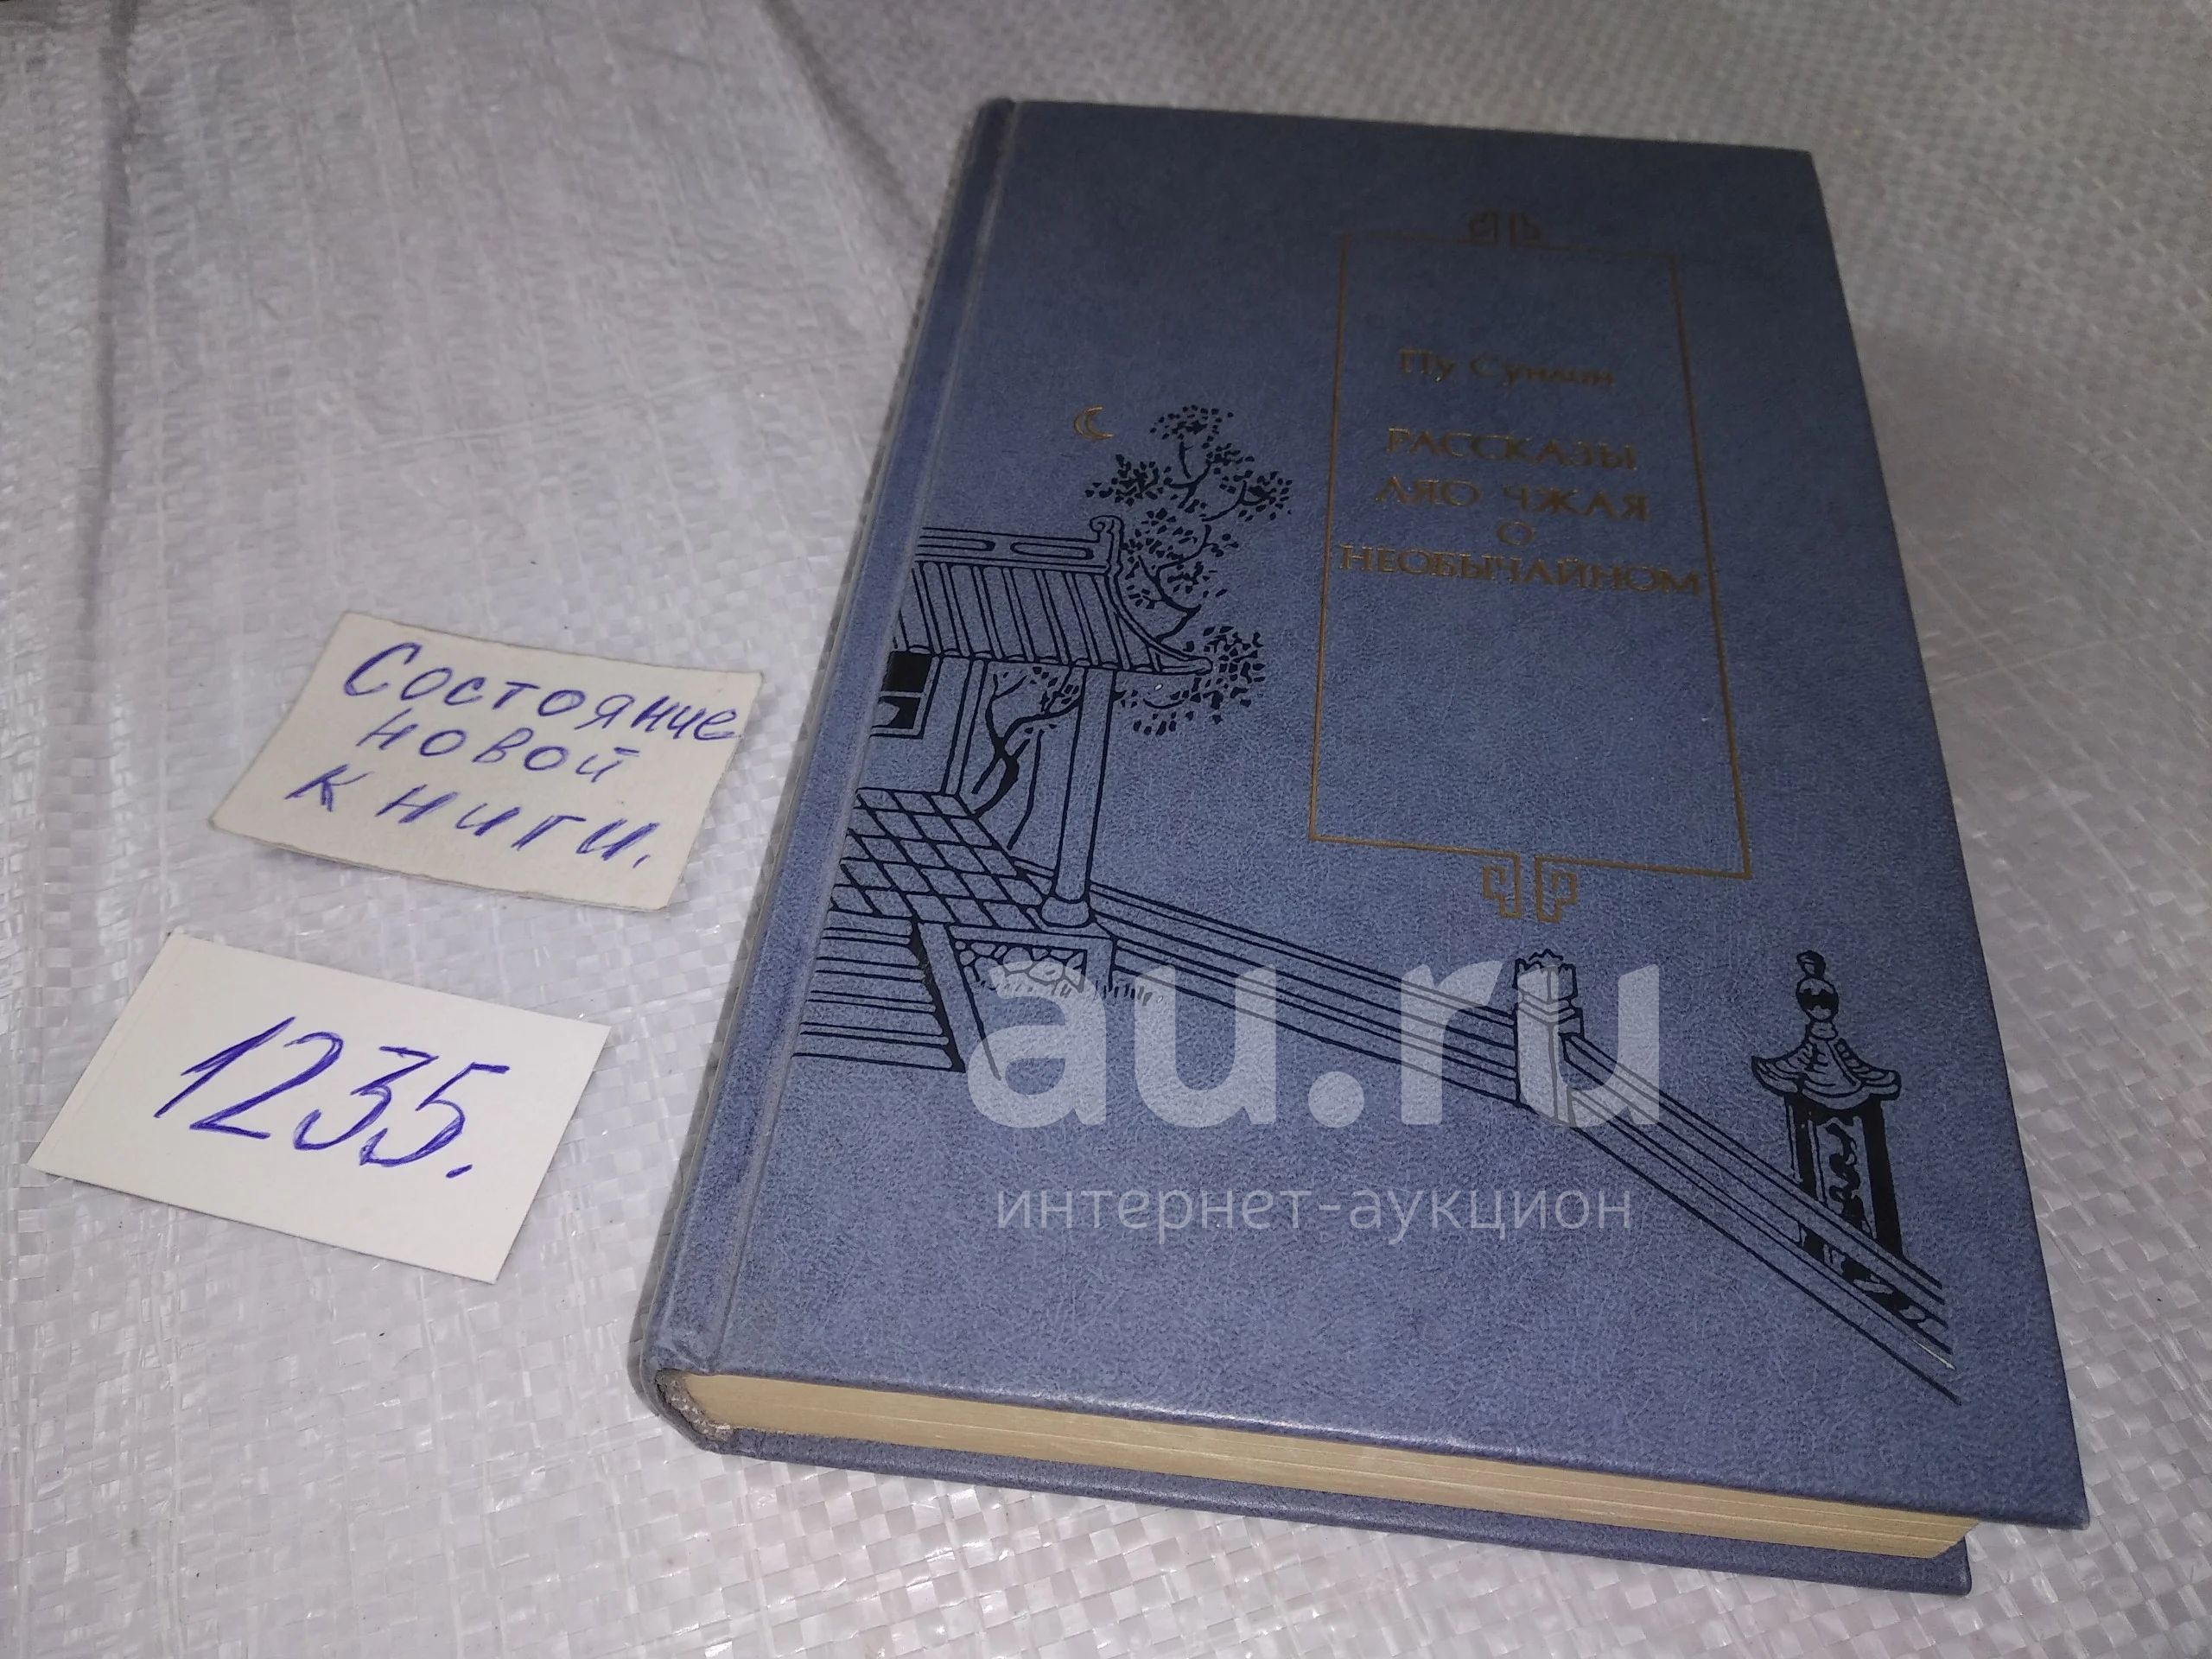 Пу Сунлин
РАССКАЗЫ
ЛЯО ЧЖАЯ
О
НЕОБЫЧАЙНОМ
Состояние
новой
книги.
1235.
au.ru
интернет-аукцион